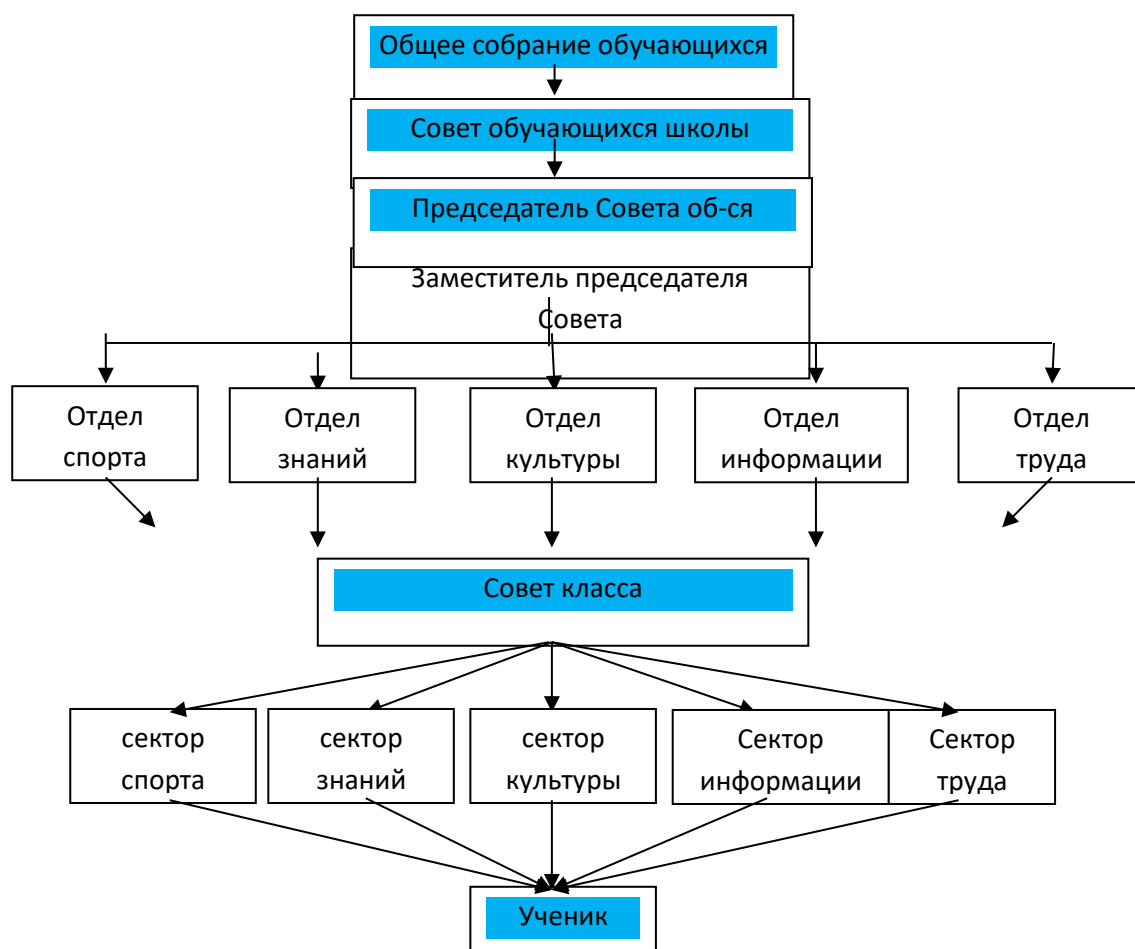 Общее собрание обучающихся
Совет обучающихся школы
Председатель Совета об-ся
Заместитель председателя
Совета
Отдел
спорта
Отдел
знаний
Отдел
культуры
Отдел
информации
Отдел
труда
Совет класса
сектор
спорта
сектор
знаний
сектор
культуры
Сектор
информации
Сектор
труда
Ученик